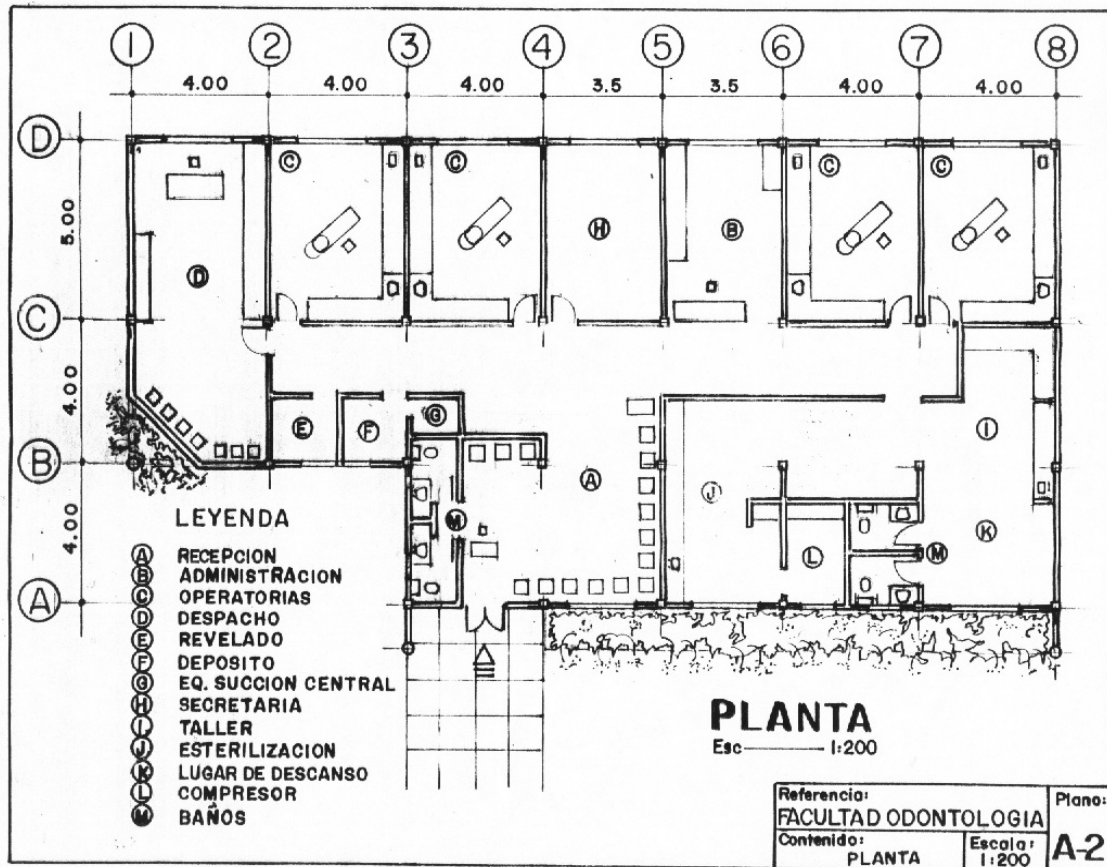 1 2 3 4 5 6 7 8
4.00 4.00 4.00 3.5 3.5 4.00 4.00
D
C C C C
5.00
H B
D
C
4.00
G
E F
I
B
A
J
4.00
M
K
L M
A
LEYENDA
A RECEPCION
B ADMINISTRACION
C OPERATORIAS
D DESPACHO
E REVELADO
F DEPOSITO
G EQ. SUCCION CENTRAL
H SECRETARIA
I TALLER
J ESTERILIZACION
K LUGAR DE DESCANSO
L COMPRESOR
M BAÑOS
PLANTA
Esc 1:200
Referencia:
FACULTAD ODONTOLOGIA
Contenido:
PLANTA
Escala:
1:200
Plano:
A-2